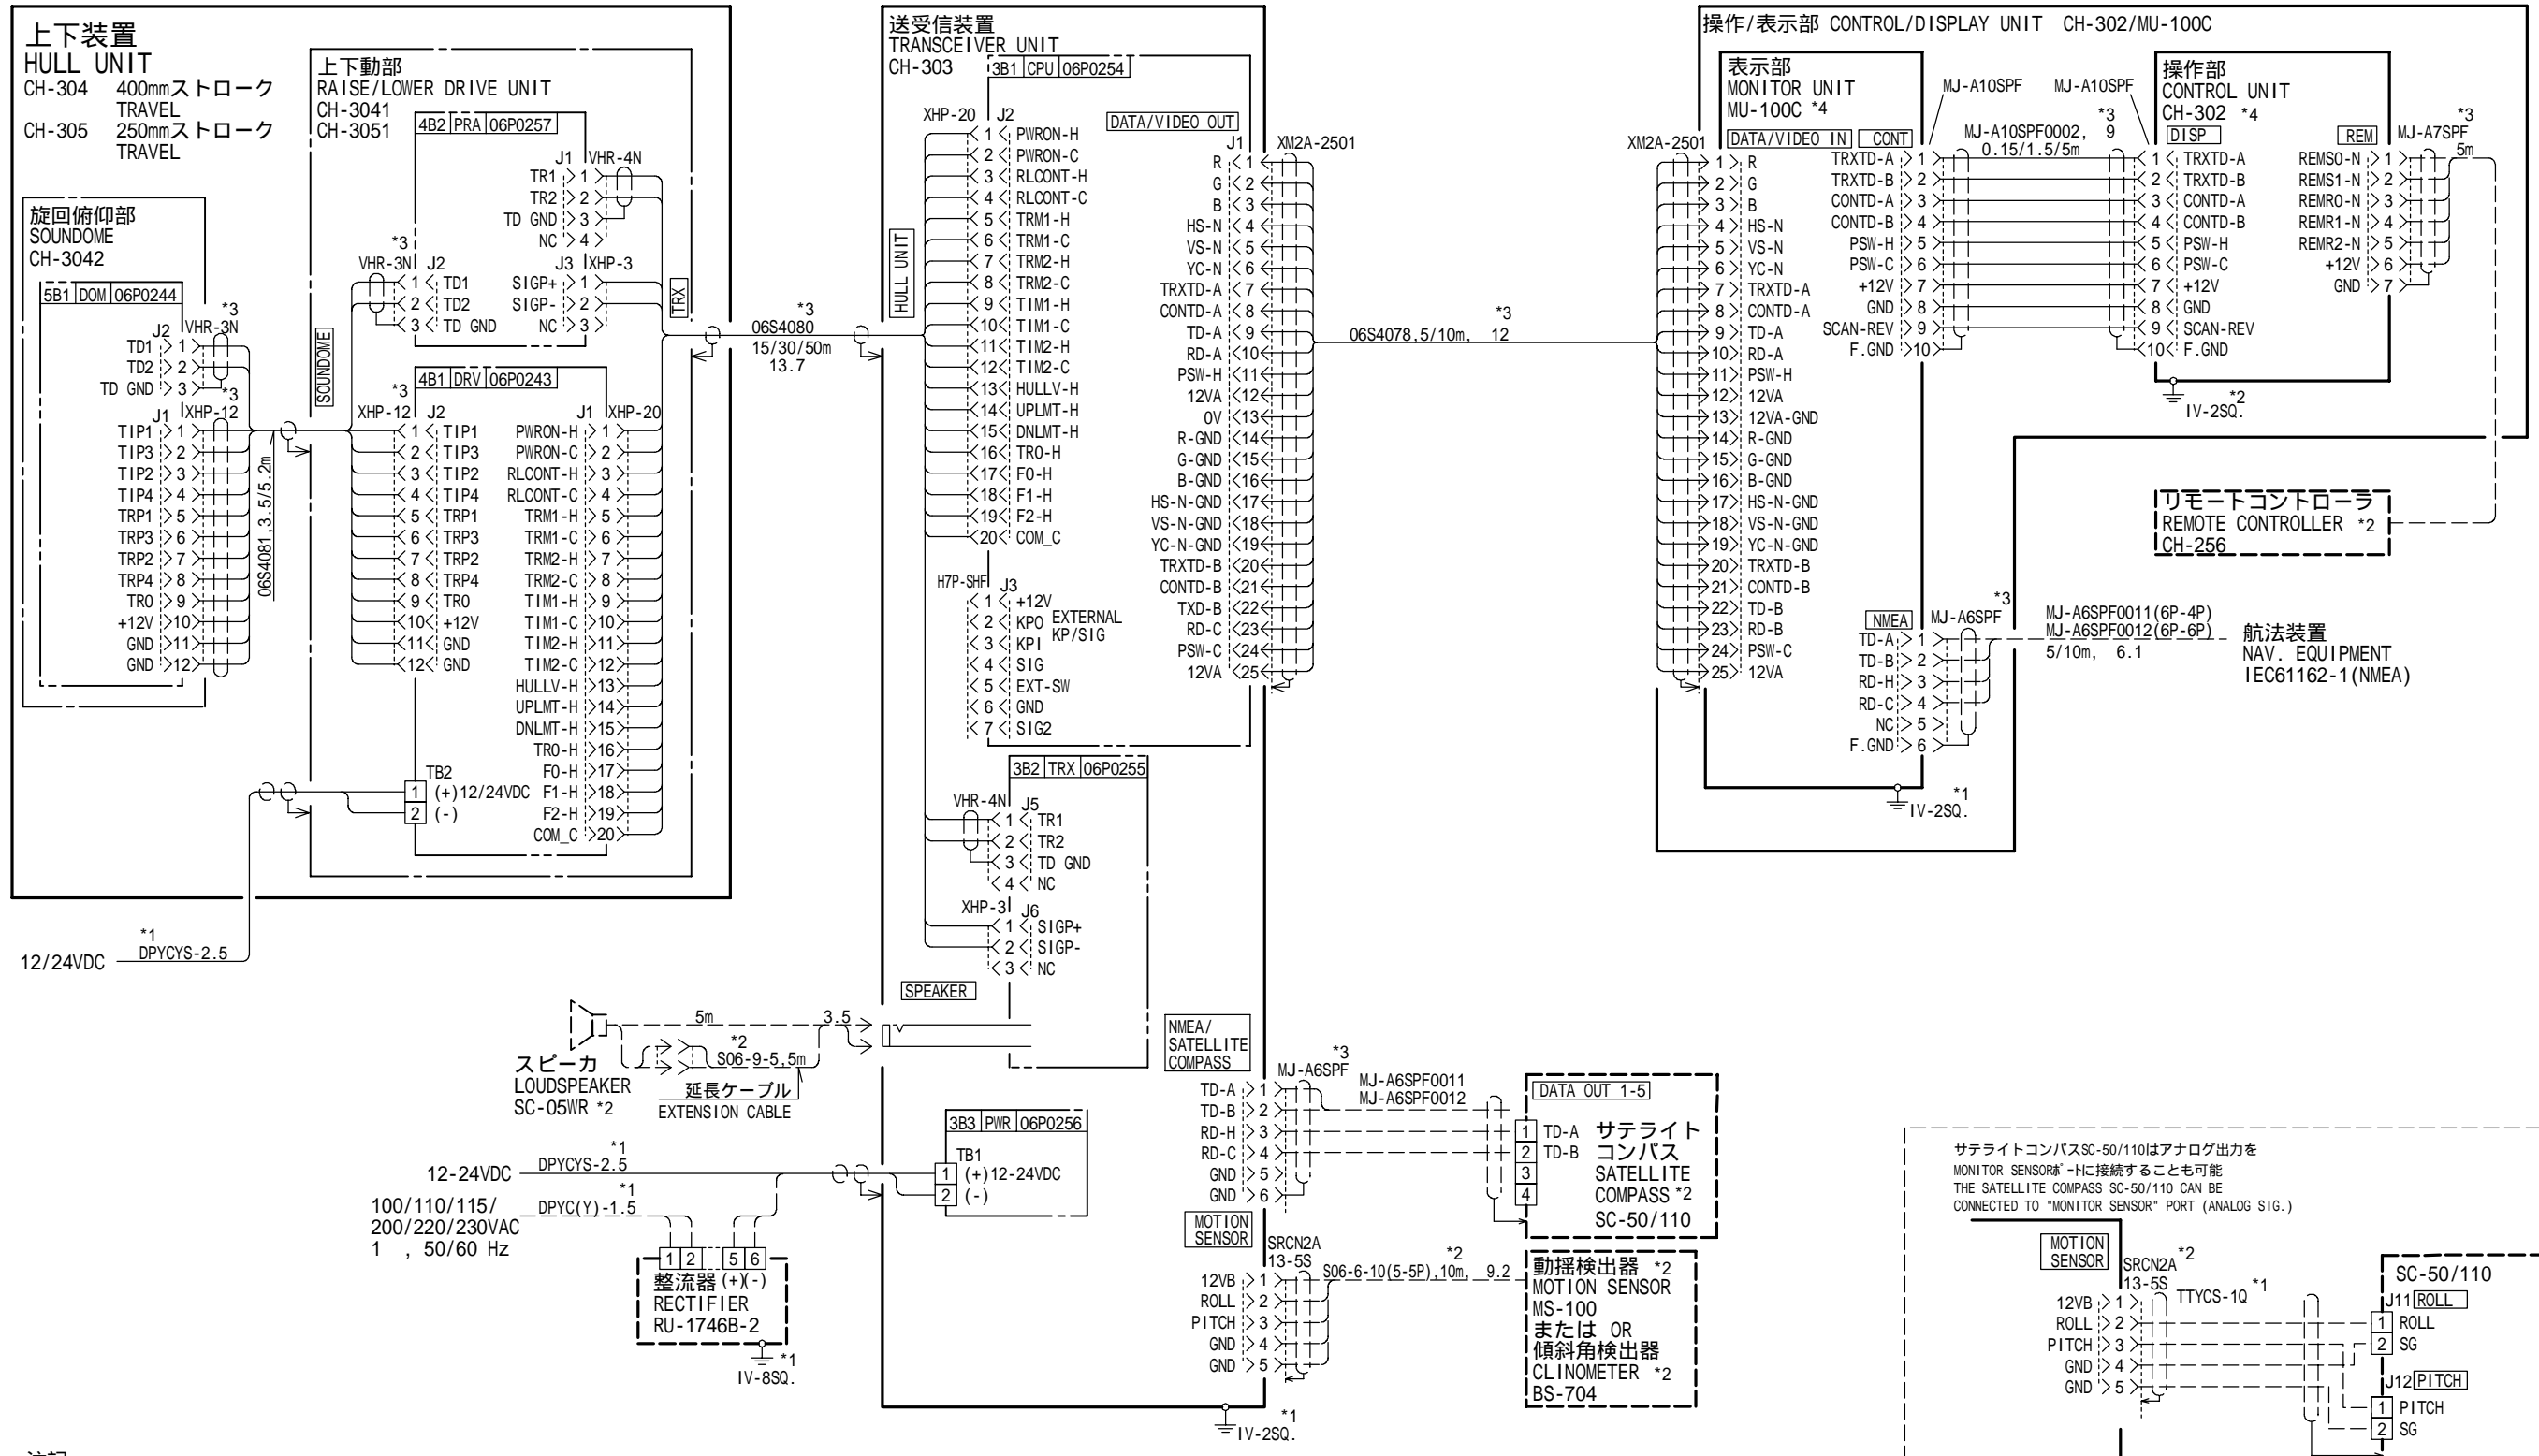 上下装置
HULL UNIT
CH-304 400mmストローク
TRAVEL
CH-305 250mmストローク
TRAVEL
上下動部
RAISE/LOWER DRIVE UNIT
CH-3041
CH-3051
4B2 PRA 06P0257
J1 VHR-4N
TR1 1
TR2 2
TD GND 3
NC 4
*3
VHR-3N J2
1 TD1
2 TD2
3 TD GND
J3 XHP-3
SIGP+ 1
SIGP- 2
NC 3
TRX
旋回俯仰部
SOUNDOME
CH-3042
5B1 DOM 06P0244
*3
J2 VHR-3N
TD1 1
TD2 2
TD GND 3
*3
J1 XHP-12
TIP1 1
TIP3 2
TIP2 3
TIP4 4
TRP1 5
TRP3 6
TRP2 7
TRP4 8
TRO 9
+12V 10
GND 11
GND 12
06S4081,3.5/5.2m
SOUNDOME
4B1 DRV 06P0243
*3
XHP-12 J2
1 TIP1
2 TIP3
3 TIP2
4 TIP4
5 TRP1
6 TRP3
7 TRP2
8 TRP4
9 TRO
10 +12V
11 GND
12 GND
J1 XHP-20
PWRON-H 1
PWRON-C 2
RLCONT-H 3
RLCONT-C 4
TRM1-H 5
TRM1-C 6
TRM2-H 7
TRM2-C 8
TIM1-H 9
TIM1-C 10
TIM2-H 11
TIM2-C 12
HULLV-H 13
UPLMT-H 14
DNLMT-H 15
TRO-H 16
F0-H 17
F1-H 18
F2-H 19
COM_C 20
TB2
1 (+)12/24VDC
2 (-)
*1
12/24VDC DPYCYS-2.5
*3
06S4080
15/30/50m
13.7
送受信装置
TRANSCEIVER UNIT
CH-303
3B1 CPU 06P0254
HULL UNIT
XHP-20 J2
1 PWRON-H
2 PWRON-C
3 RLCONT-H
4 RLCONT-C
5 TRM1-H
6 TRM1-C
7 TRM2-H
8 TRM2-C
9 TIM1-H
10 TIM1-C
11 TIM2-H
12 TIM2-C
13 HULLV-H
14 UPLMT-H
15 DNLMT-H
16 TRO-H
17 F0-H
18 F1-H
19 F2-H
20 COM_C
H7P-SHF J3
1 +12V
2 KPO
3 KPI
4 SIG
5 EXT-SW
6 GND
7 SIG2
EXTERNAL
KP/SIG
DATA/VIDEO OUT
J1 XM2A-2501
R 1
G 2
B 3
HS-N 4
VS-N 5
YC-N 6
TRXTD-A 7
CONTD-A 8
TD-A 9
RD-A 10
PSW-H 11
12VA 12
0V 13
R-GND 14
G-GND 15
B-GND 16
HS-N-GND 17
VS-N-GND 18
YC-N-GND 19
TRXTD-B 20
CONTD-B 21
TXD-B 22
RD-C 23
PSW-C 24
12VA 25
3B2 TRX 06P0255
VHR-4N J5
1 TR1
2 TR2
3 TD GND
4 NC
XHP-3 J6
1 SIGP+
2 SIGP-
3 NC
SPEAKER
5m 3.5
*2
S06-9-5,5m
延長ケーブル
EXTENSION CABLE
スピーカ
LOUDSPEAKER
SC-05WR *2
3B3 PWR 06P0256
TB1
1 (+)12-24VDC
2 (-)
*1
12-24VDC DPYCYS-2.5
*1
DPYC(Y)-1.5
100/110/115/
200/220/230VAC
1 , 50/60 Hz
1 2 5 6
整流器 (+)(-)
RECTIFIER
RU-1746B-2
*1
IV-8SQ.
NMEA/
SATELLITE
COMPASS
*3
MJ-A6SPF
TD-A 1
TD-B 2
RD-H 3
RD-C 4
GND 5
GND 6
MJ-A6SPF0011
MJ-A6SPF0012
DATA OUT 1-5
1 TD-A
2 TD-B
3
4
サテライト
コンパス
SATELLITE
COMPASS *2
SC-50/110
MOTION
SENSOR
SRCN2A
13-5S
12VB 1
ROLL 2
PITCH 3
GND 4
GND 5
*2
S06-6-10(5-5P),10m, 9.2
動揺検出器 *2
MOTION SENSOR
MS-100
または OR
傾斜角検出器
CLINOMETER *2
BS-704
*1
IV-2SQ.
*3
06S4078,5/10m, 12
操作/表示部 CONTROL/DISPLAY UNIT CH-302/MU-100C
表示部
MONITOR UNIT
MU-100C *4
XM2A-2501
DATA/VIDEO IN
1 R
2 G
3 B
4 HS-N
5 VS-N
6 YC-N
7 TRXTD-A
8 CONTD-A
9 TD-A
10 RD-A
11 PSW-H
12 12VA
13 12VA-GND
14 R-GND
15 G-GND
16 B-GND
17 HS-N-GND
18 VS-N-GND
19 YC-N-GND
20 TRXTD-B
21 CONTD-B
22 TD-B
23 RD-B
24 PSW-C
25 12VA
CONT
MJ-A10SPF MJ-A10SPF
TRXTD-A 1
TRXTD-B 2
CONTD-A 3
CONTD-B 4
PSW-H 5
PSW-C 6
+12V 7
GND 8
SCAN-REV 9
F.GND 10
*3
MJ-A10SPF0002, 9
0.15/1.5/5m
操作部
CONTROL UNIT
CH-302 *4
DISP
1 TRXTD-A
2 TRXTD-B
3 CONTD-A
4 CONTD-B
5 PSW-H
6 PSW-C
7 +12V
8 GND
9 SCAN-REV
10 F.GND
*2
IV-2SQ.
REM
*3
MJ-A7SPF
5m
REMS0-N 1
REMS1-N 2
REMR0-N 3
REMR1-N 4
REMR2-N 5
+12V 6
GND 7
リモートコントローラ
REMOTE CONTROLLER *2
CH-256
NMEA
*3
MJ-A6SPF
TD-A 1
TD-B 2
RD-H 3
RD-C 4
NC 5
F.GND 6
MJ-A6SPF0011(6P-4P)
MJ-A6SPF0012(6P-6P)
5/10m, 6.1
航法装置
NAV. EQUIPMENT
IEC61162-1(NMEA)
*1
IV-2SQ.
サテライトコンパスSC-50/110はアナログ出力を
MONITOR SENSORポートに接続することも可能
THE SATELLITE COMPASS SC-50/110 CAN BE
CONNECTED TO "MONITOR SENSOR" PORT (ANALOG SIG.)
MOTION
SENSOR
SRCN2A *2
13-5S
12VB 1
ROLL 2
PITCH 3
GND 4
GND 5
TTYCS-1Q *1
SC-50/110
J11 ROLL
1 ROLL
2 SG
J12 PITCH
1 PITCH
2 SG